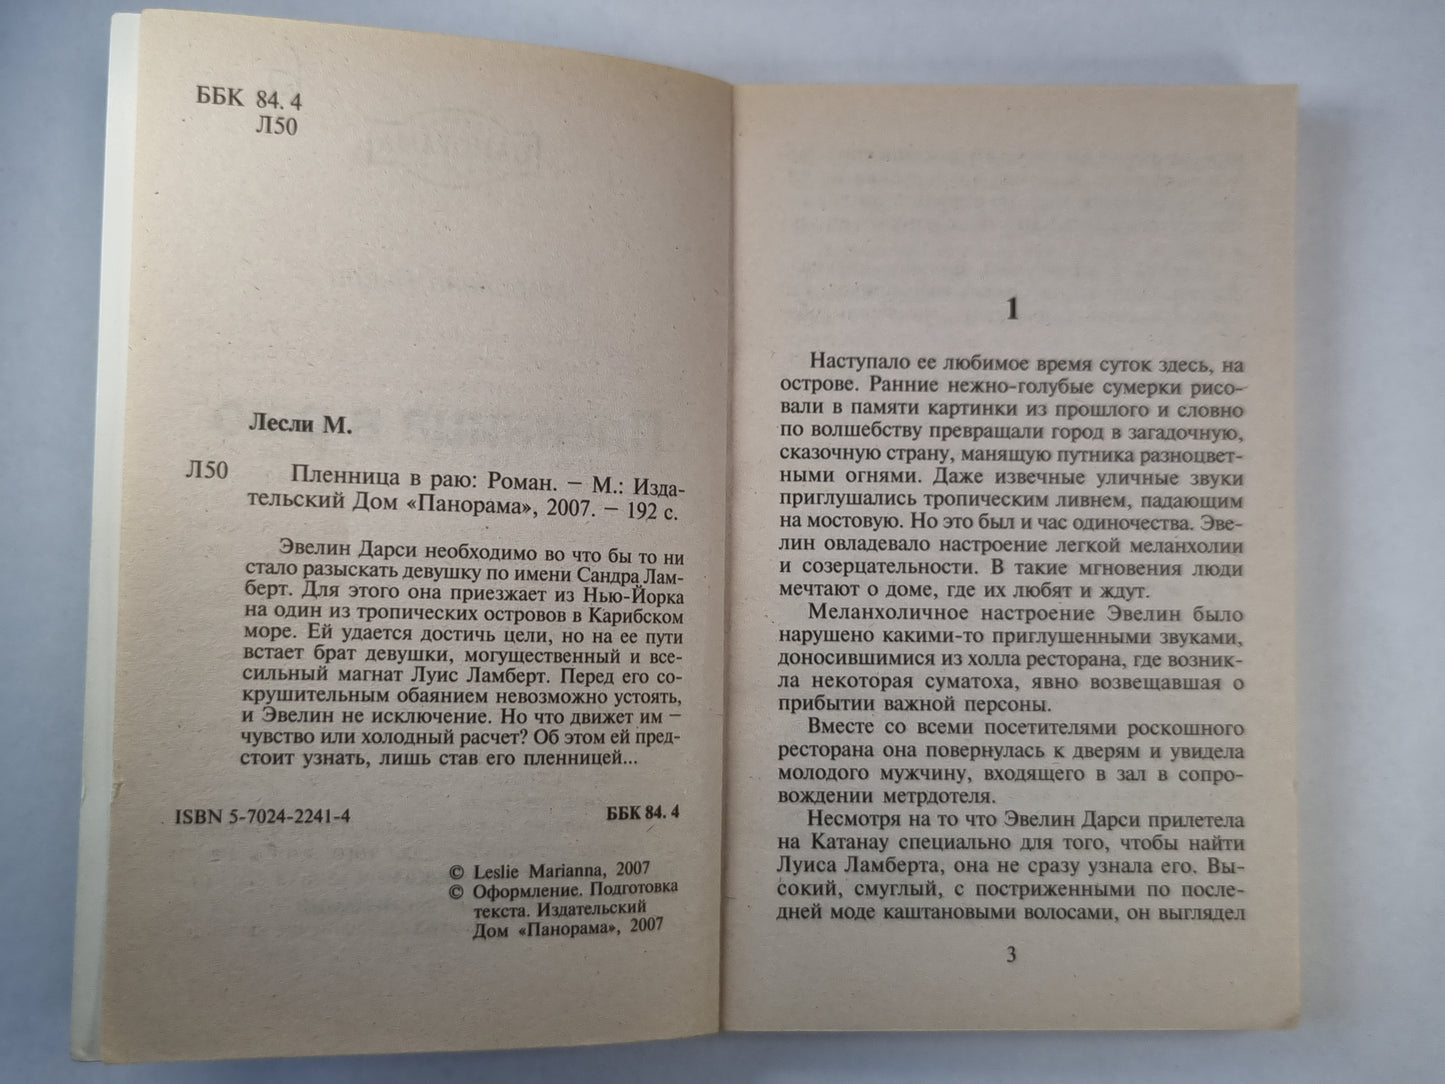 ББК 84. 4
Л50
Лесли М.
Л50 Пленница в раю: Роман. — М.: Изда-
тельский Дом «Панорама», 2007. — 192 с.
Эвелин Дарси необходимо во что бы то ни
стало разыскать девушку по имени Сандра Лам-
берт. Для этого она приезжает из Нью-Йорка
на один из тропических островов в Карибском
море. Ей удается достичь цели, но на ее пути
встает брат девушки, могущественный и все-
сильный магнат Луис Ламберт. Перед его со-
крушительным обаянием невозможно устоять,
и Эвелин не исключение. Но что движет им —
чувство или холодный расчет? Об этом ей пред-
стоит узнать, лишь став его пленницей...
ISBN 5-7024-2241-4 ББК 84. 4
© Leslie Marianna, 2007
© Оформление. Подготовка
текста. Издательский
Дом «Панорама», 2007
1
Наступало ее любимое время суток здесь, на
острове. Ранние нежно-голубые сумерки рисо-
вали в памяти картинки из прошлого и словно
по волшебству превращали город в загадочную,
сказочную страну, манящую путника разноцвет-
ными огнями. Даже извечные уличные звуки
приглушались тропическим ливнем, падающим
на мостовую. Но это был и час одиночества. Эве-
лин овладевало настроение легкой меланхолии
и созерцательности. В такие мгновения люди
мечтают о доме, где их любят и ждут.
Меланхоличное настроение Эвелин было
нарушено какими-то приглушенными звуками,
доносившимися из холла ресторана, где возник-
ла некоторая суматоха, явно возвещавшая о
прибытии важной персоны.
Вместе со всеми посетителями роскошного
ресторана она повернулась к дверям и увидела
молодого мужчину, входящего в зал в сопро-
вождении метрдотеля.
Несмотря на то что Эвелин Дарси прилетела
на Катанау специально для того, чтобы найти
Луиса Ламберта, она не сразу узнала его. Вы-
сокий, смуглый, с постриженными по после-
дней моде каштановыми волосами, он выглядел
3